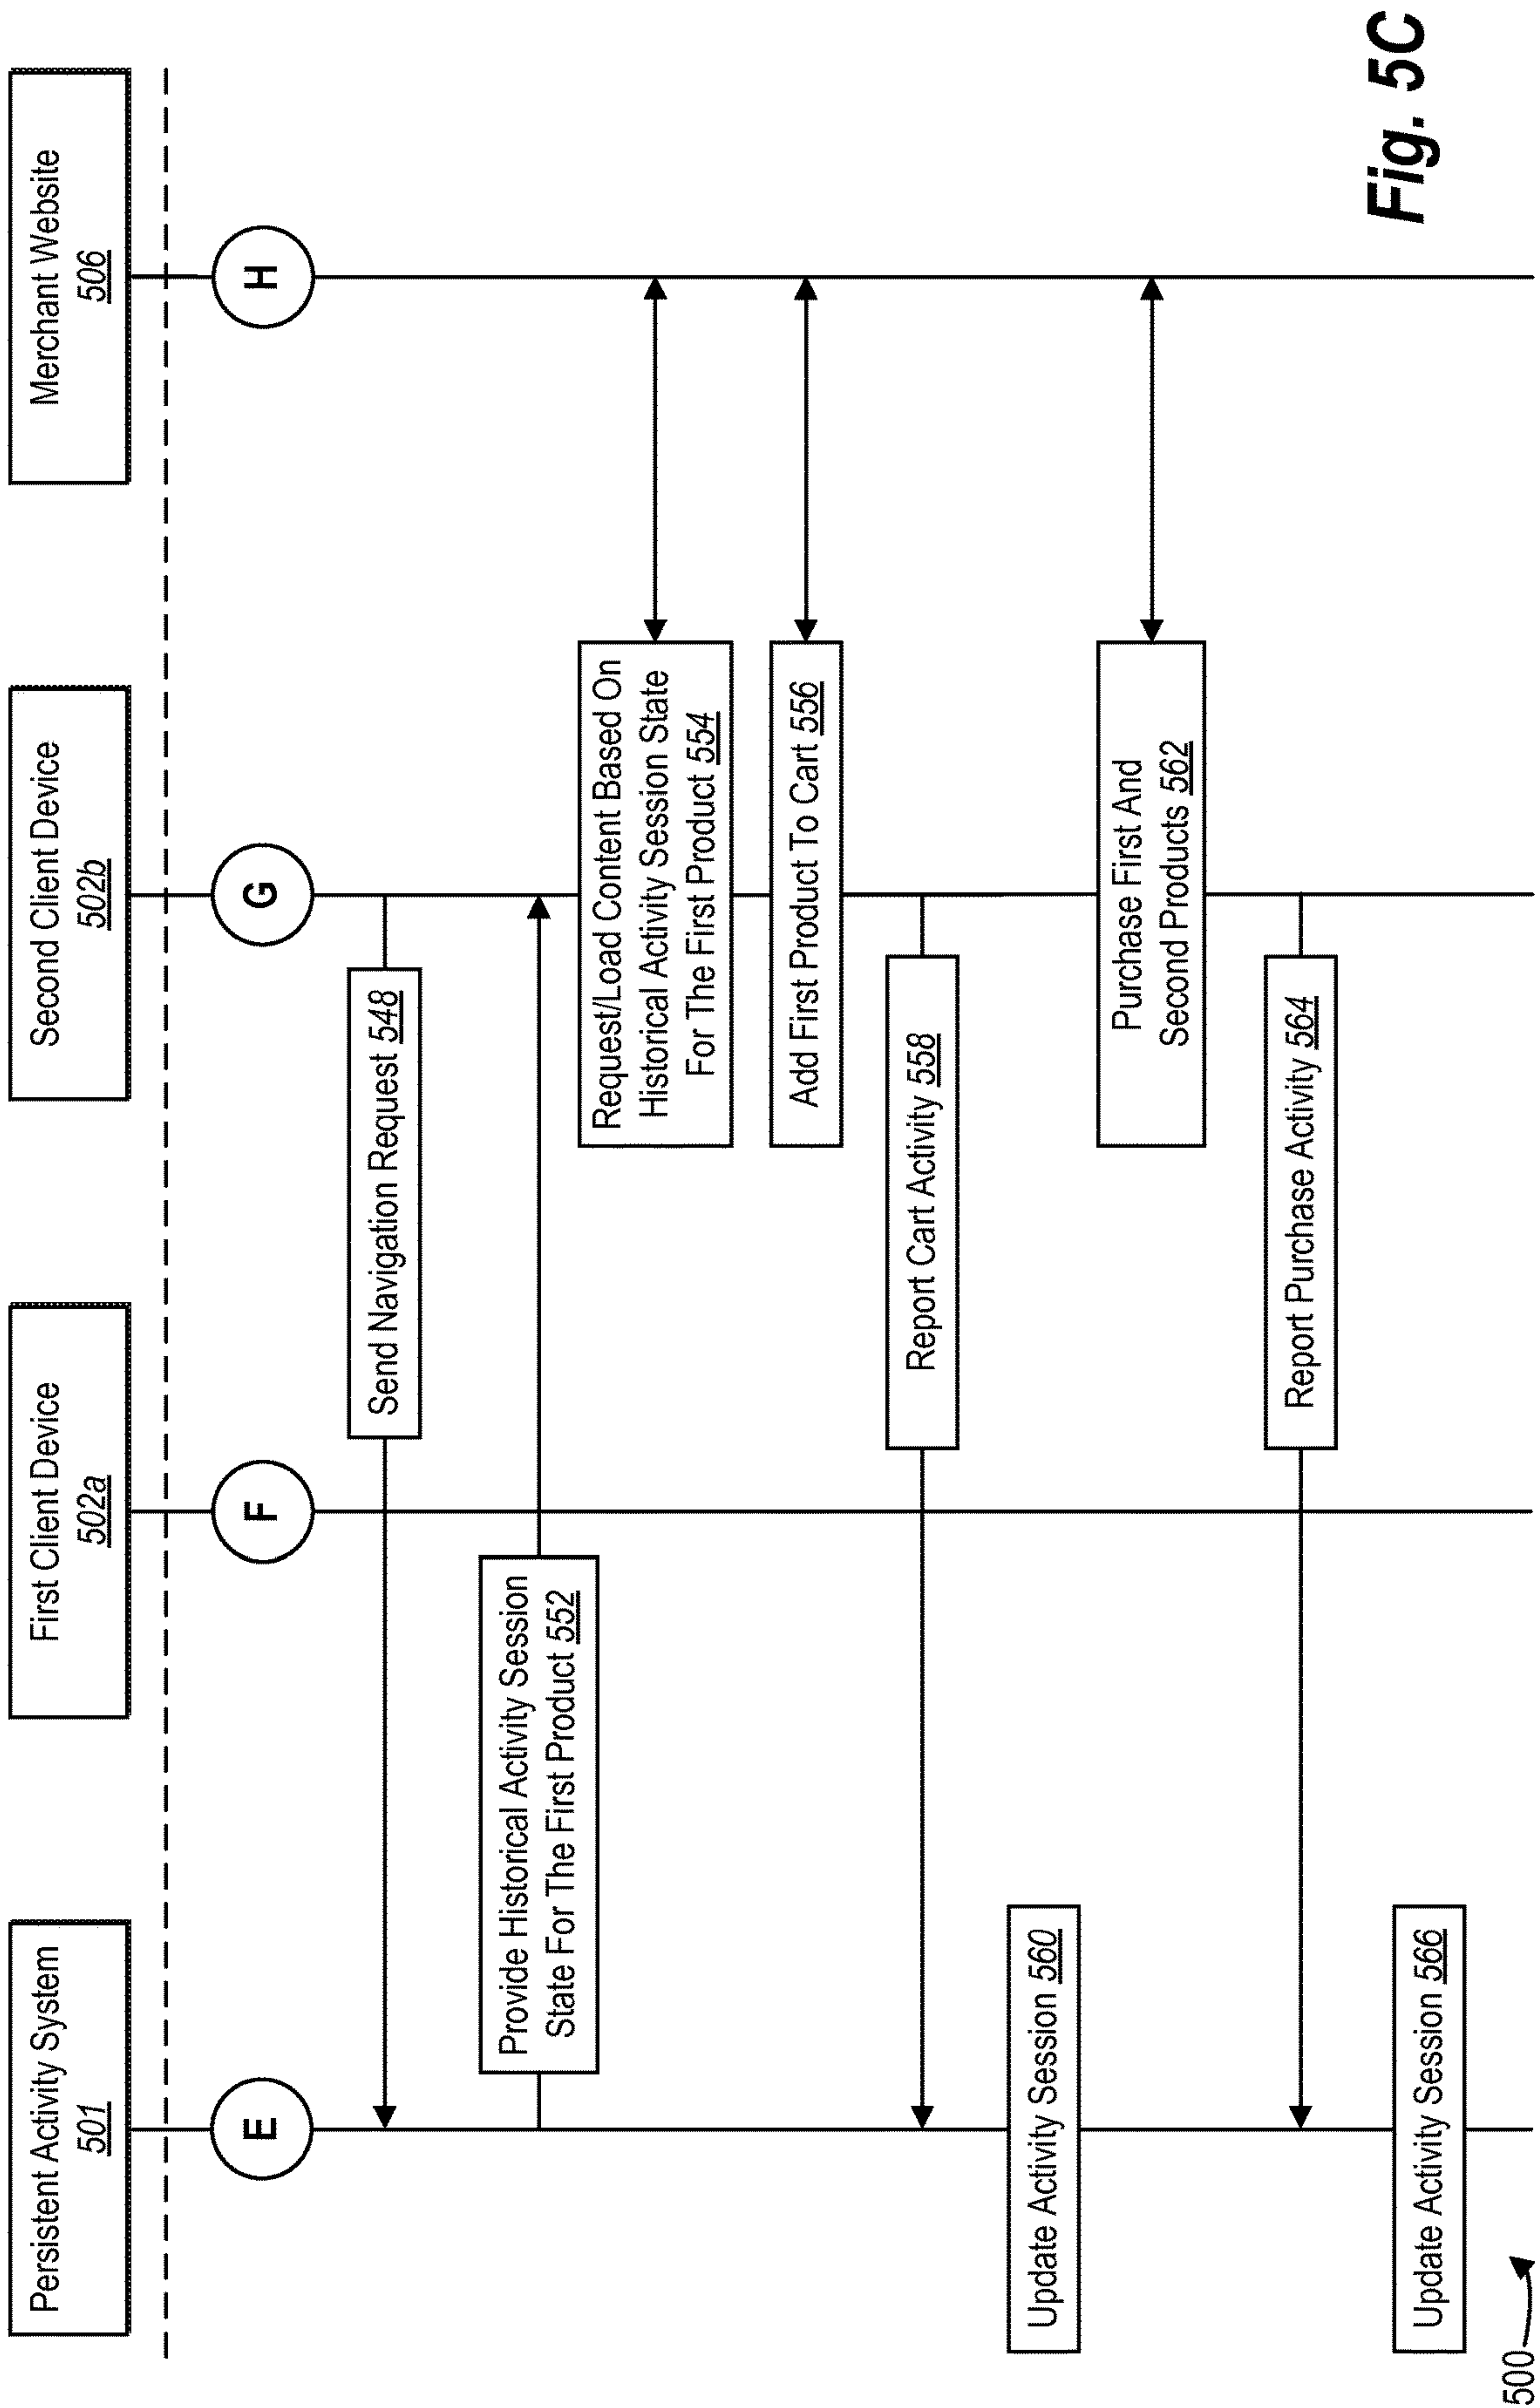 Persistent Activity System
501
First Client Device
502a
Second Client Device
502b
Merchant Website
506
E
F
G
H
Send Navigation Request 548
Provide Historical Activity Session
State For The First Product 552
Request/Load Content Based On
Historical Activity Session State
For The First Product 554
Add First Product To Cart 556
Report Cart Activity 558
Update Activity Session 560
Purchase First And
Second Products 562
Report Purchase Activity 564
Update Activity Session 566
500
Fig. 5C